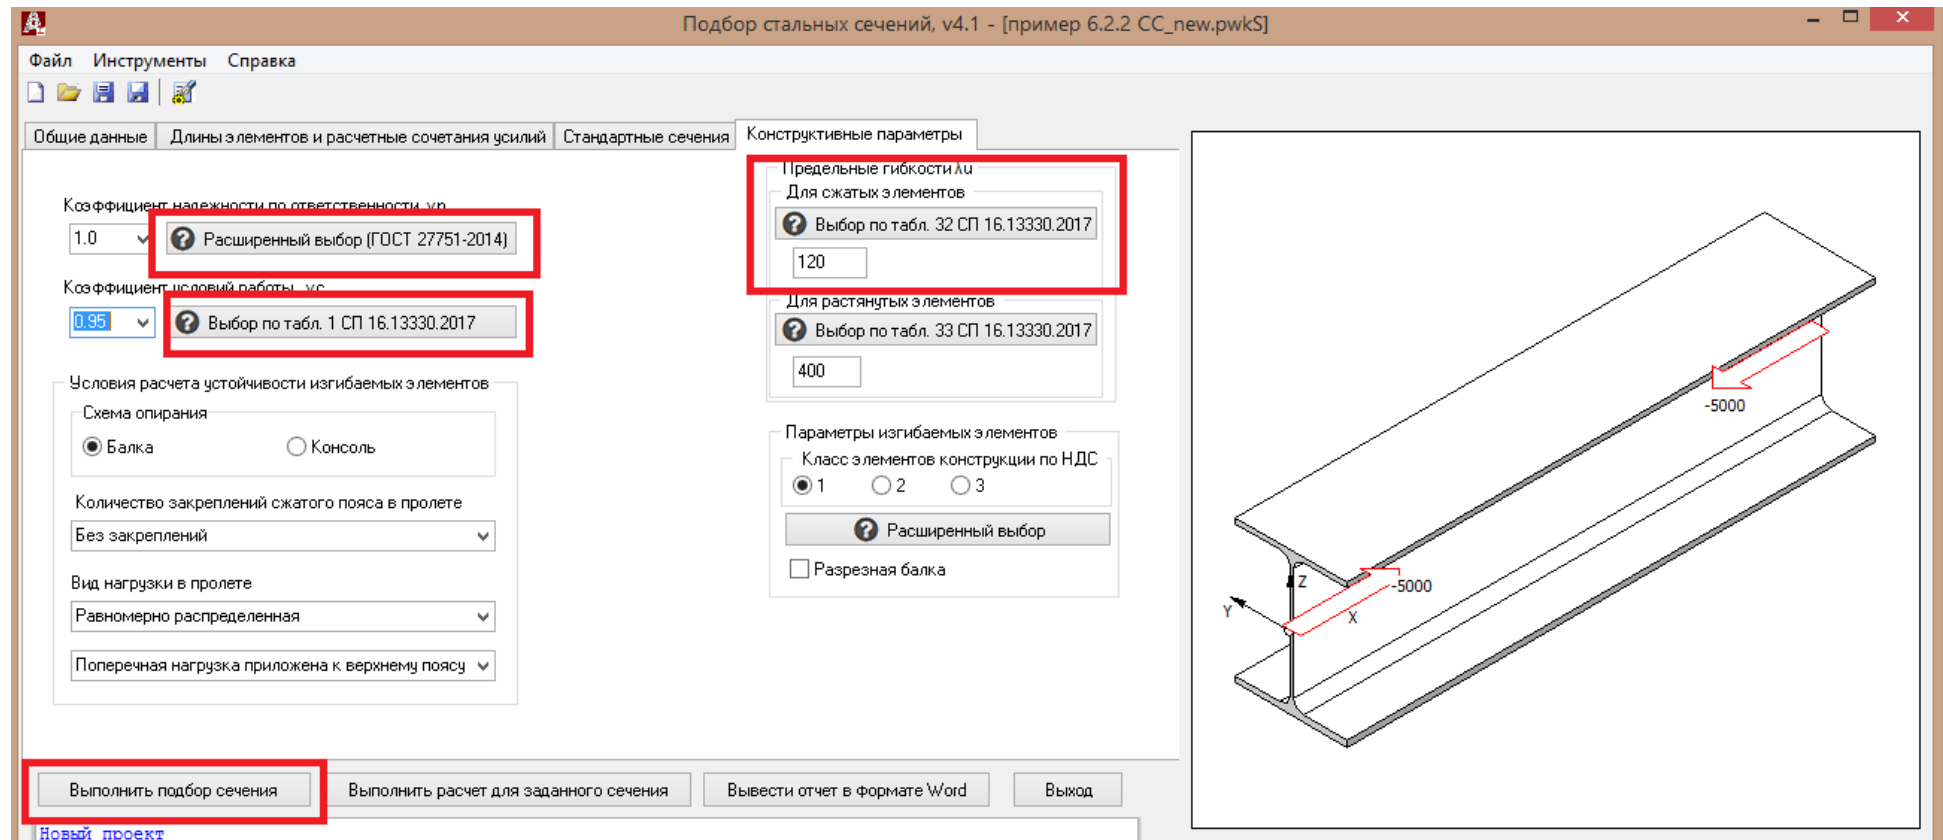 Подбор стальных сечений, v4.1 - [пример 6.2.2 СС_new.pwkS]
Файл Инструменты Справка
Общие данные Длины элементов и расчетные сочетания усилий Стандартные сечения Конструктивные параметры
Коэффициент надежности по ответственности γn
1.0 Расширенный выбор (ГОСТ 27751-2014)
Коэффициент условий работы γc
0.95 Выбор по табл. 1 СП 16.13330.2017
Условия расчета устойчивости изгибаемых элементов
Схема опирания
Балка Консоль
Количество закреплений сжатого пояса в пролете
Без закреплений
Вид нагрузки в пролете
Равномерно распределенная
Поперечная нагрузка приложена к верхнему поясу
Предельные гибкости λu
Для сжатых элементов
Выбор по табл. 32 СП 16.13330.2017
120
Для растянутых элементов
Выбор по табл. 33 СП 16.13330.2017
400
Параметры изгибаемых элементов
Класс элементов конструкции по НДС
1 2 3
Расширенный выбор
Разрезная балка
-5000
-5000
Z
Y
X
Выполнить подбор сечения Выполнить расчет для заданного сечения Вывести отчет в формате Word Выход
Новый проект